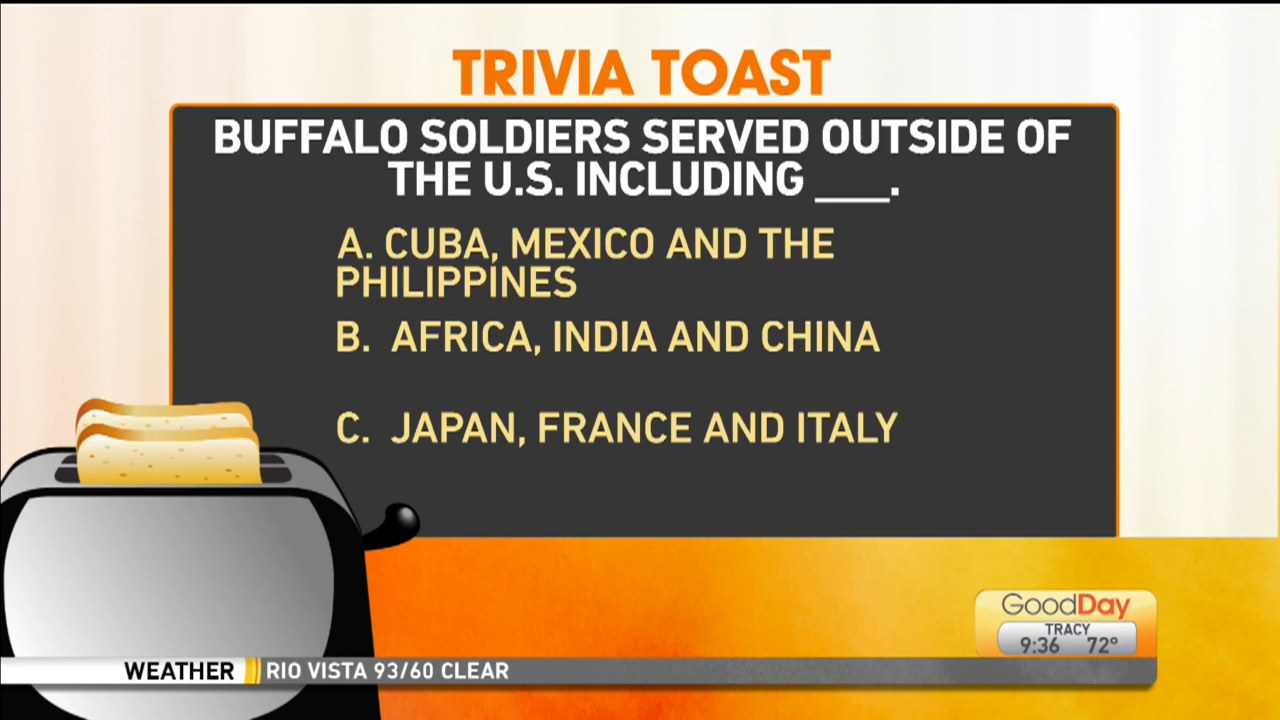 TRIVIA TOAST
BUFFALO SOLDIERS SERVED OUTSIDE OF
THE U.S. INCLUDING ___.
A. CUBA, MEXICO AND THE
PHILIPPINES
B. AFRICA, INDIA AND CHINA
C. JAPAN, FRANCE AND ITALY
GoodDay
TRACY
9:36 72°
WEATHER RIO VISTA 93/60 CLEAR